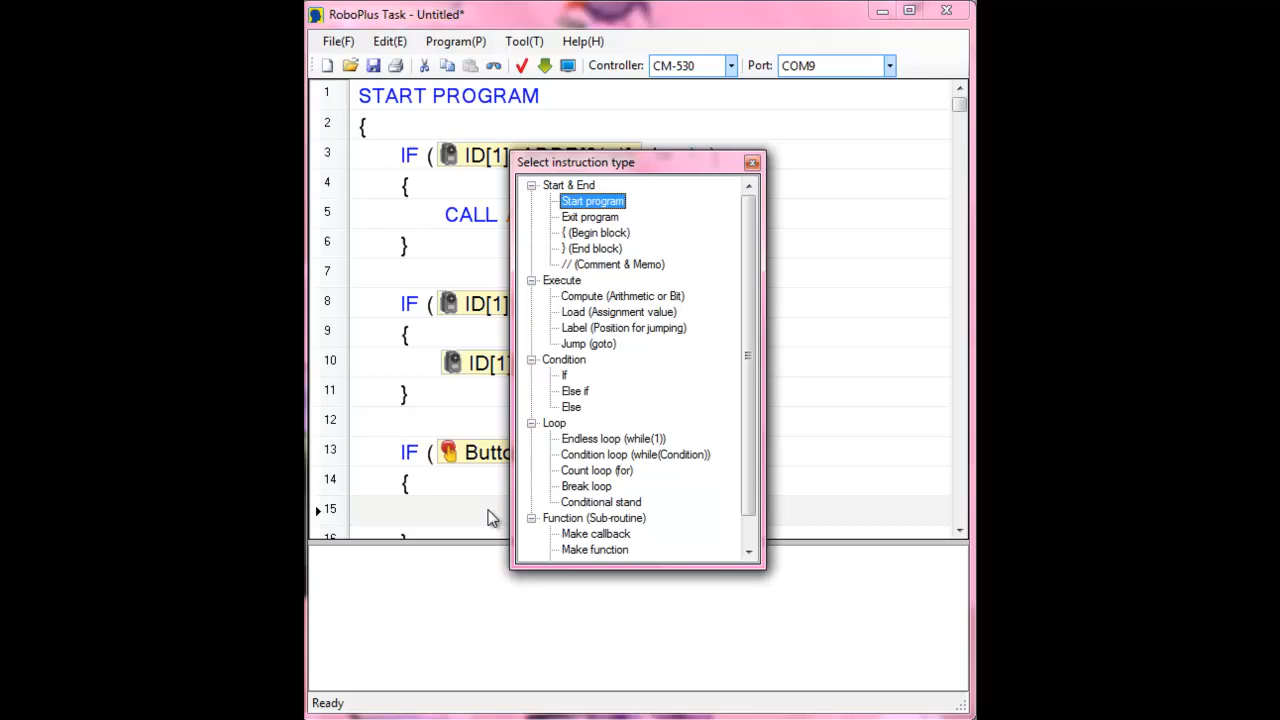 RoboPlus Task - Untitled*
File(F) Edit(E) Program(P) Tool(T) Help(H)
Controller: CM-530 Port: COM9
1 START PROGRAM
2 {
3 IF ( ID[1]
4 {
5 CALL
6 }
7
8 IF ( ID[1]
9 {
10 ID[1]
11 }
12
13 IF (
14 {
15
16 }
Select instruction type
Start & End
Start program
Exit program
{ (Begin block)
} (End block)
// (Comment & Memo)
Execute
Compute (Arithmetic or Bit)
Load (Assignment value)
Label (Position for jumping)
Jump (goto)
Condition
If
Else if
Else
Loop
Endless loop (while(1))
Condition loop (while(Condition))
Count loop (for)
Break loop
Conditional stand
Function (Sub-routine)
Make callback
Make function
Ready